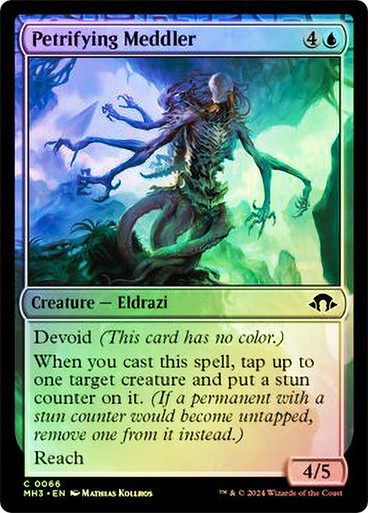 Petrifying Meddler 4
Creature — Eldrazi
Devoid (This card has no color.)
When you cast this spell, tap up to
one target creature and put a stun
counter on it. (If a permanent with a
stun counter would become untapped,
remove one from it instead.)
Reach
4/5
C 0066
MH3 • EN Mathias Kollros
™ & © 2024 Wizards of the Coast